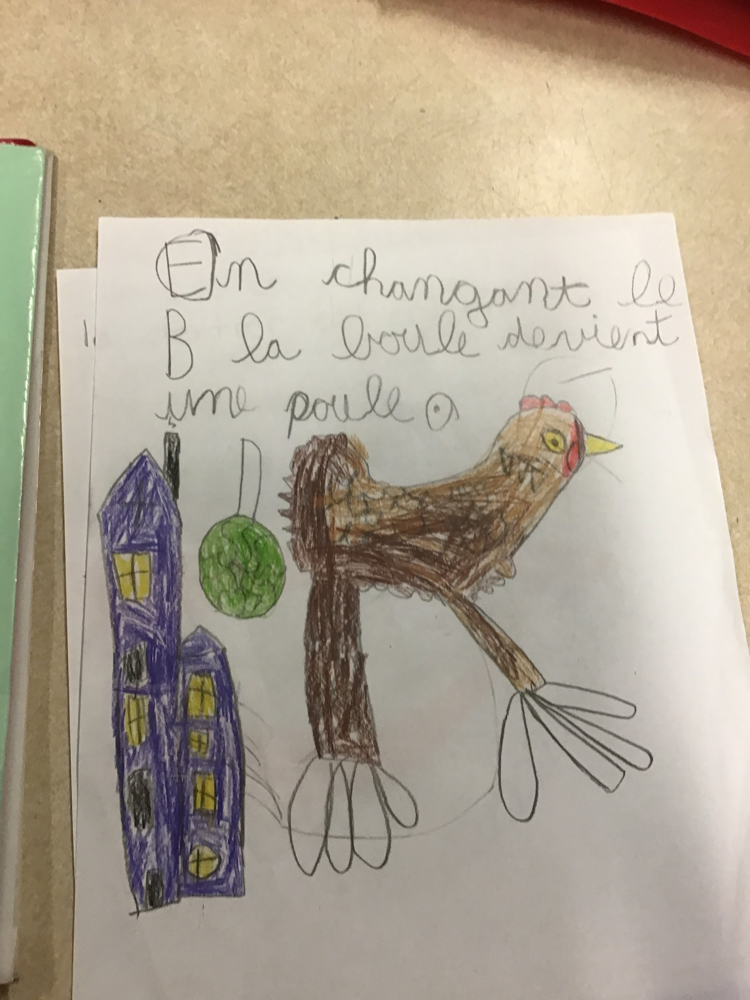 En changant le
B la boule devient
une poule.